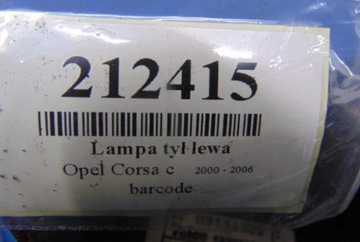 212415
Lampa tył lewa
Opel Corsa c 2000 - 2006
barcode